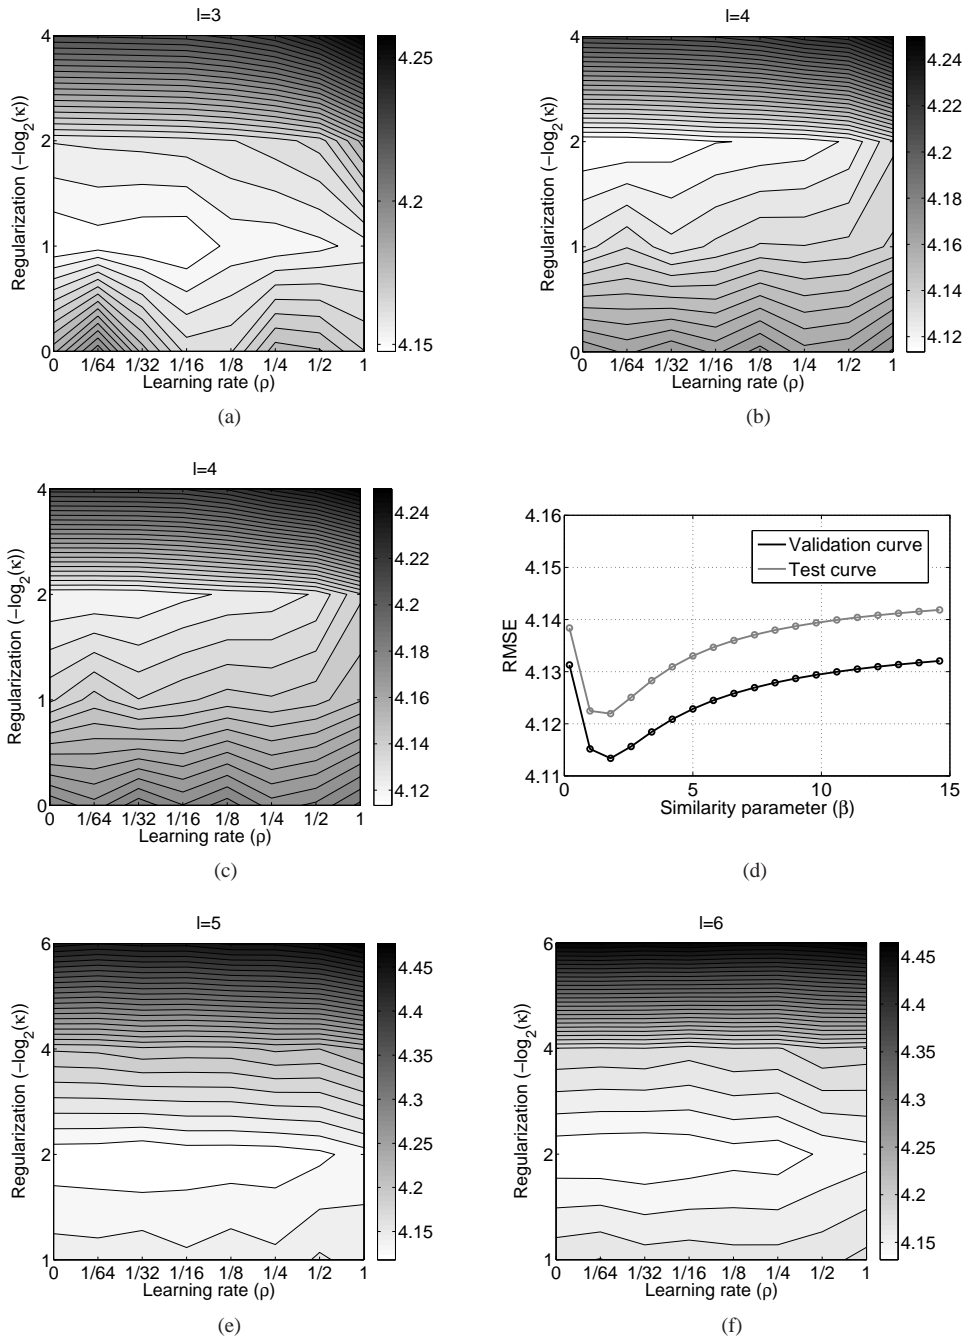 l=3
4
2
1
0
Regularization (−log2(κ))
0 1/64 1/32 1/16 1/8 1/4 1/2 1
Learning rate (ρ)
4.25
4.2
4.15
(a)
l=4
4
2
1
0
Regularization (−log2(κ))
0 1/64 1/32 1/16 1/8 1/4 1/2 1
Learning rate (ρ)
4.24
4.22
4.2
4.18
4.16
4.14
4.12
(b)
l=4
4
2
1
0
Regularization (−log2(κ))
0 1/64 1/32 1/16 1/8 1/4 1/2 1
Learning rate (ρ)
4.24
4.22
4.2
4.18
4.16
4.14
4.12
(c)
4.16
4.15
4.14
4.13
4.12
4.11
RMSE
Validation curve
Test curve
0 5 10 15
Similarity parameter (β)
(d)
l=5
6
4
2
1
Regularization (−log2(κ))
0 1/64 1/32 1/16 1/8 1/4 1/2 1
Learning rate (ρ)
4.45
4.4
4.35
4.3
4.25
4.2
4.15
(e)
l=6
6
4
2
1
Regularization (−log2(κ))
0 1/64 1/32 1/16 1/8 1/4 1/2 1
Learning rate (ρ)
4.45
4.4
4.35
4.3
4.25
4.2
4.15
(f)